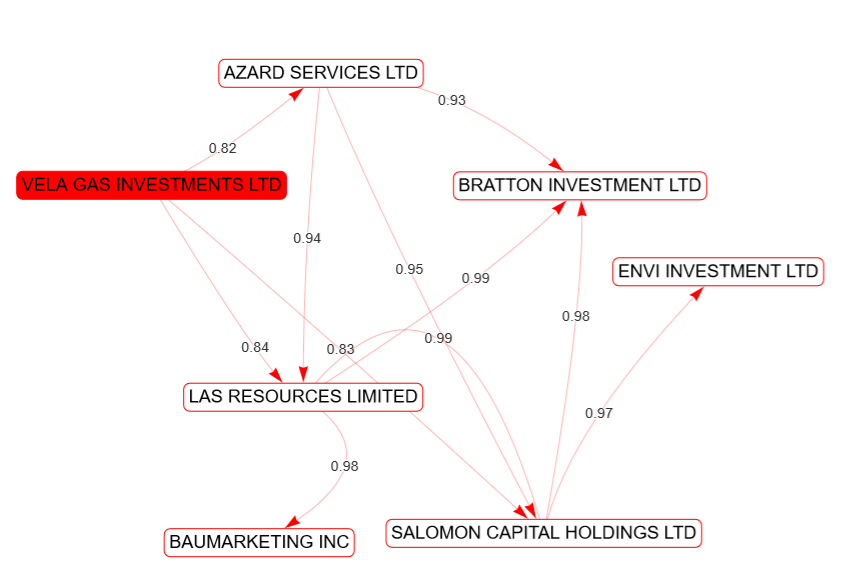 AZARD SERVICES LTD
0.93
0.82
VELA GAS INVESTMENTS LTD
BRATTON INVESTMENT LTD
0.94
0.95
0.99
ENVI INVESTMENT LTD
0.98
0.84
0.83
0.99
LAS RESOURCES LIMITED
0.97
0.98
BAUMARKETING INC
SALOMON CAPITAL HOLDINGS LTD